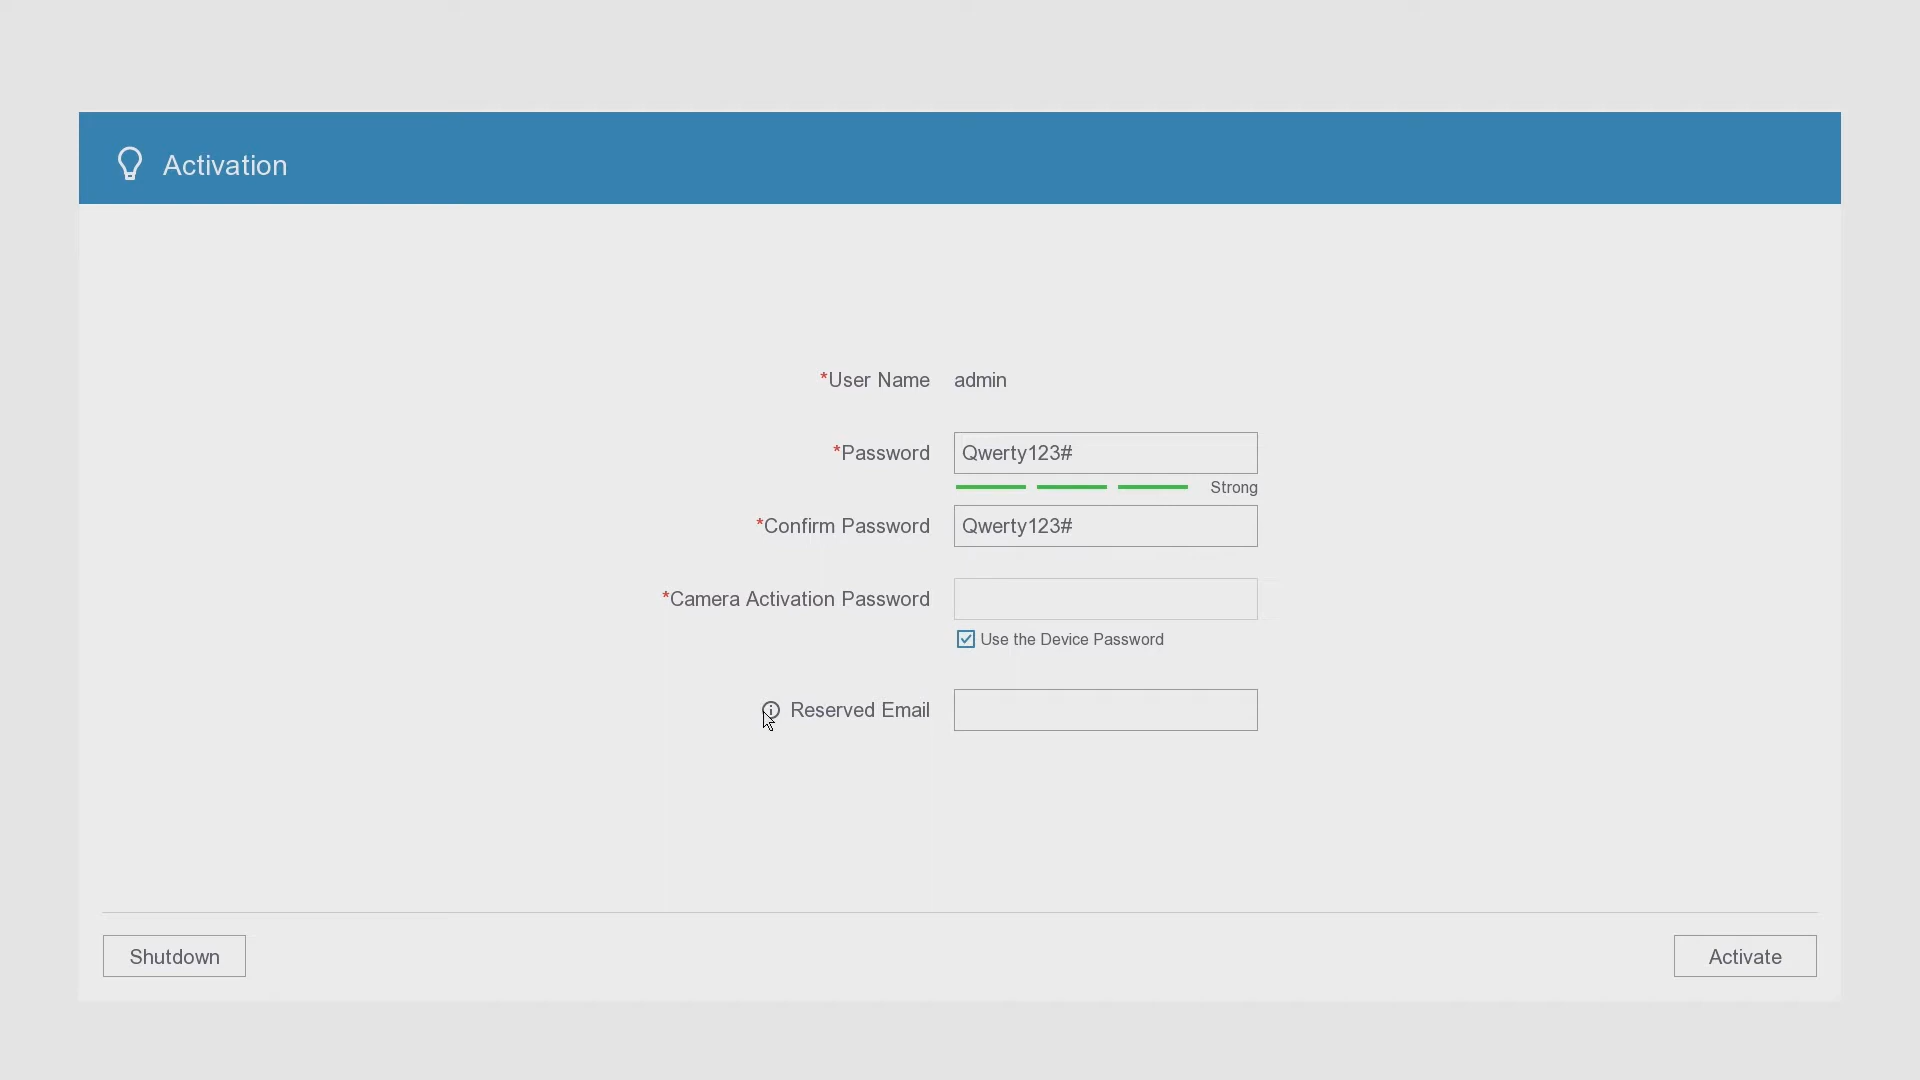 Activation
*User Name admin
*Password Qwerty123#
Strong
*Confirm Password Qwerty123#
*Camera Activation Password
Use the Device Password
Reserved Email
Shutdown Activate